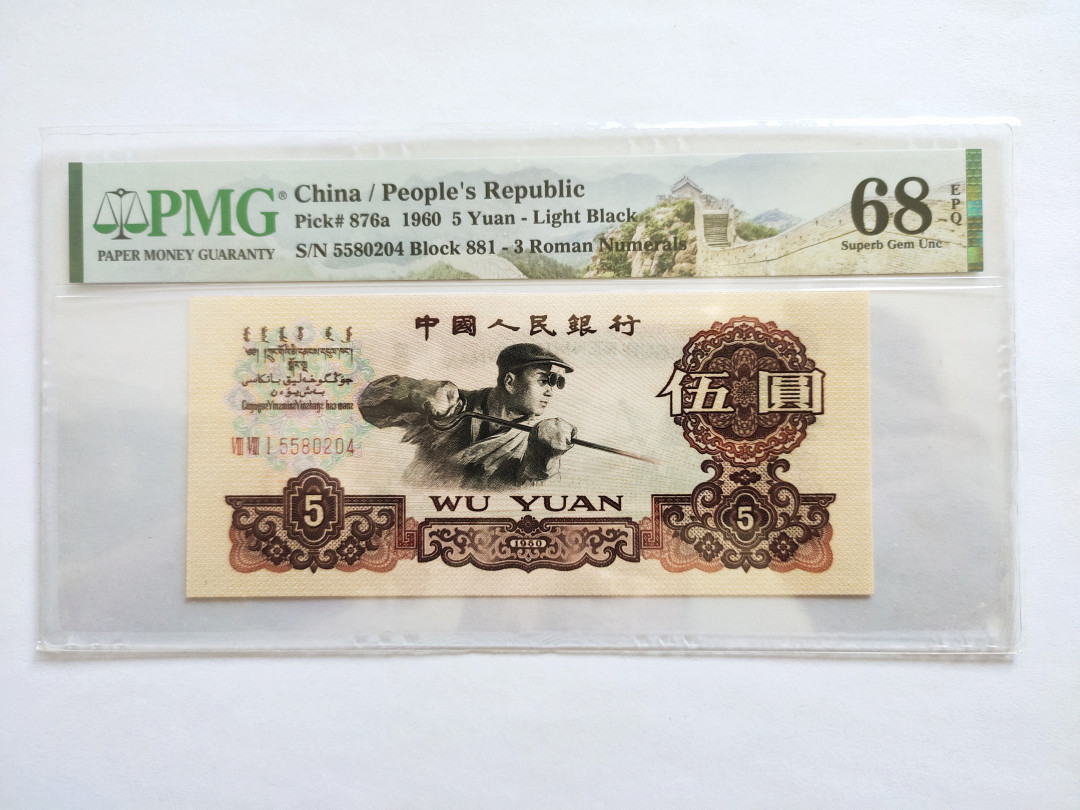 PMG®
PAPER MONEY GUARANTY
China / People's Republic
Pick# 876a 1960 5 Yuan - Light Black
S/N 5580204 Block 881 - 3 Roman Numerals
68
EPQ
Superb Gem Unc
中國人民銀行
VIII VIII I 5580204
伍圓
WU YUAN
5
5
1960